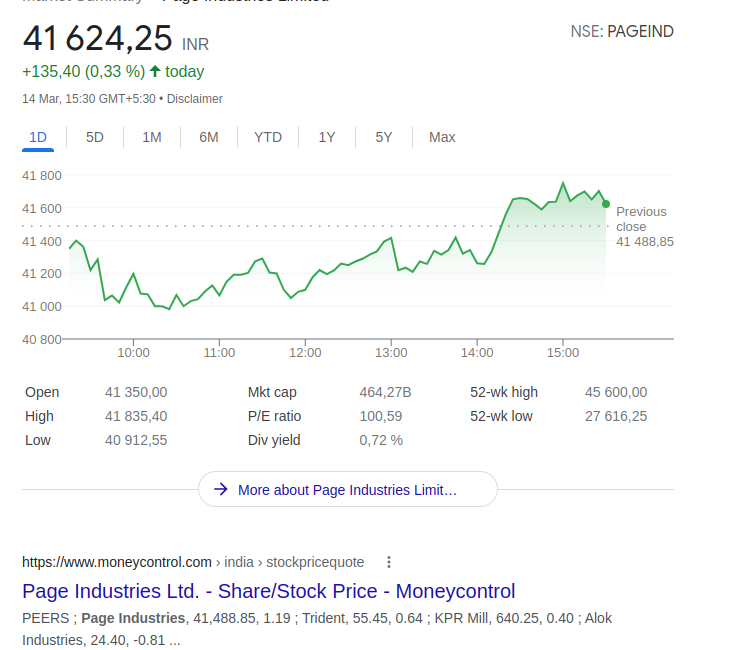 Market Summary > Page Industries Limited
41 624,25 INR
NSE: PAGEIND
+135,40 (0,33 %) today
14 Mar, 15:30 GMT+5:30 • Disclaimer
1D 5D 1M 6M YTD 1Y 5Y Max
41 800
41 600
41 400
41 200
41 000
40 800
Previous
close
41 488,85
10:00 11:00 12:00 13:00 14:00 15:00
Open 41 350,00 Mkt cap 464,27B 52-wk high 45 600,00
High 41 835,40 P/E ratio 100,59 52-wk low 27 616,25
Low 40 912,55 Div yield 0,72 %
More about Page Industries Limit…
https://www.moneycontrol.com › india › stockpricequote
Page Industries Ltd. - Share/Stock Price - Moneycontrol
PEERS ; Page Industries, 41,488.85, 1.19 ; Trident, 55.45, 0.64 ; KPR Mill, 640.25, 0.40 ; Alok
Industries, 24.40, -0.81 ...